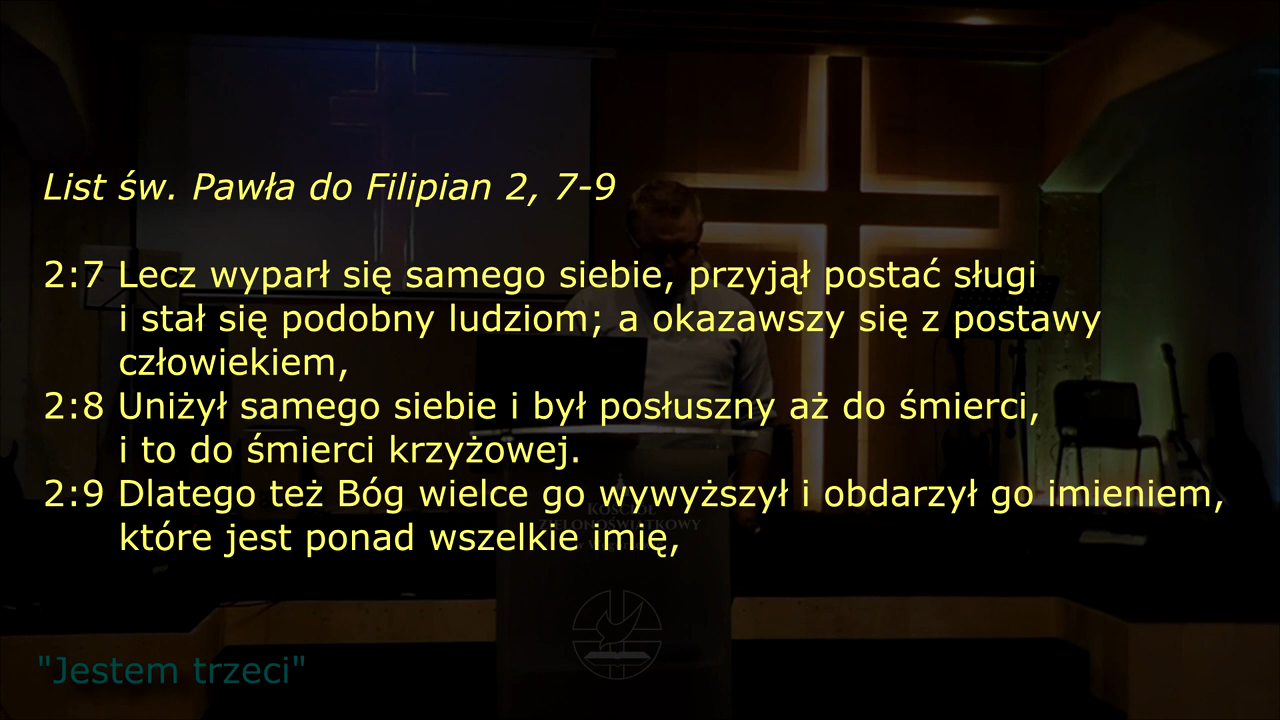 List św. Pawła do Filipian 2, 7-9
2:7 Lecz wyparł się samego siebie, przyjął postać sługi
i stał się podobny ludziom; a okazawszy się z postawy
człowiekiem,
2:8 Uniżył samego siebie i był posłuszny aż do śmierci,
i to do śmierci krzyżowej.
2:9 Dlatego też Bóg wielce go wywyższył i obdarzył go imieniem,
KOŚCIÓŁ
ZIELONOŚWIĄTKOWY
które jest ponad wszelkie imię,
"Jestem trzeci"